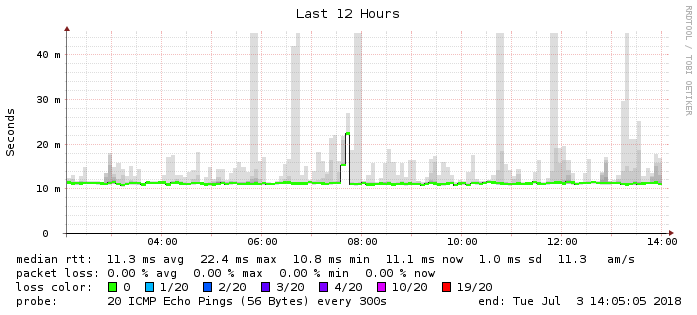 Last 12 Hours
RRDTOOL / TOBI OETIKER
Seconds
40 m
30 m
20 m
10 m
0
04:00 06:00 08:00 10:00 12:00 14:00
median rtt: 11.3 ms avg 22.4 ms max 10.8 ms min 11.1 ms now 1.0 ms sd 11.3 am/s
packet loss: 0.00 % avg 0.00 % max 0.00 % min 0.00 % now
loss color: 0 1/20 2/20 3/20 4/20 10/20 19/20
probe: 20 ICMP Echo Pings (56 Bytes) every 300s end: Tue Jul 3 14:05:05 2018